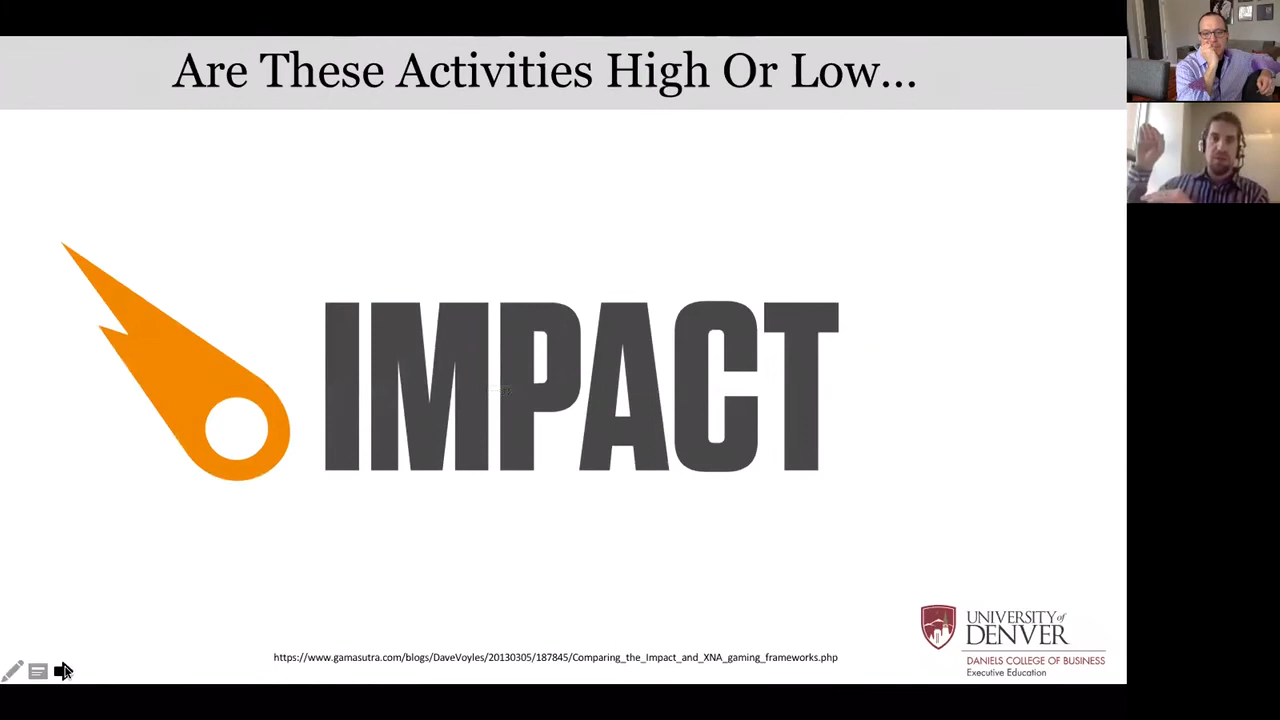 Are These Activities High Or Low...
IMPACT
UNIVERSITY of
DENVER
DANIELS COLLEGE OF BUSINESS
Executive Education
https://www.gamasutra.com/blogs/DaveVoyles/20130305/187845/Comparing_the_Impact_and_XNA_gaming_frameworks.php